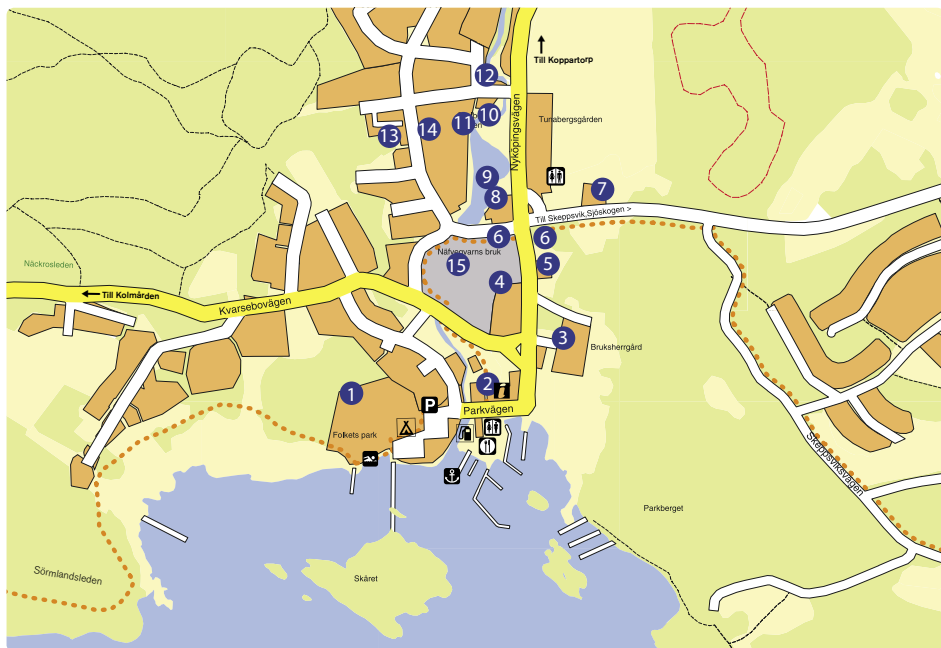 Till Koppartorp
12
10
11
13
14
Tunabergsgården
Nyköpingsvägen
9
8
7
Till Skeppsvik,Sjöskogen >
6
6
Näfveqvarns bruk
15
5
4
Näckrosleden
Till Kolmården
Kvarsebovägen
3
Bruksherrgård
1
2
i
P
Parkvägen
Folkets park
Skeppsviksvägen
Parkberget
Sörmlandsleden
Skäret